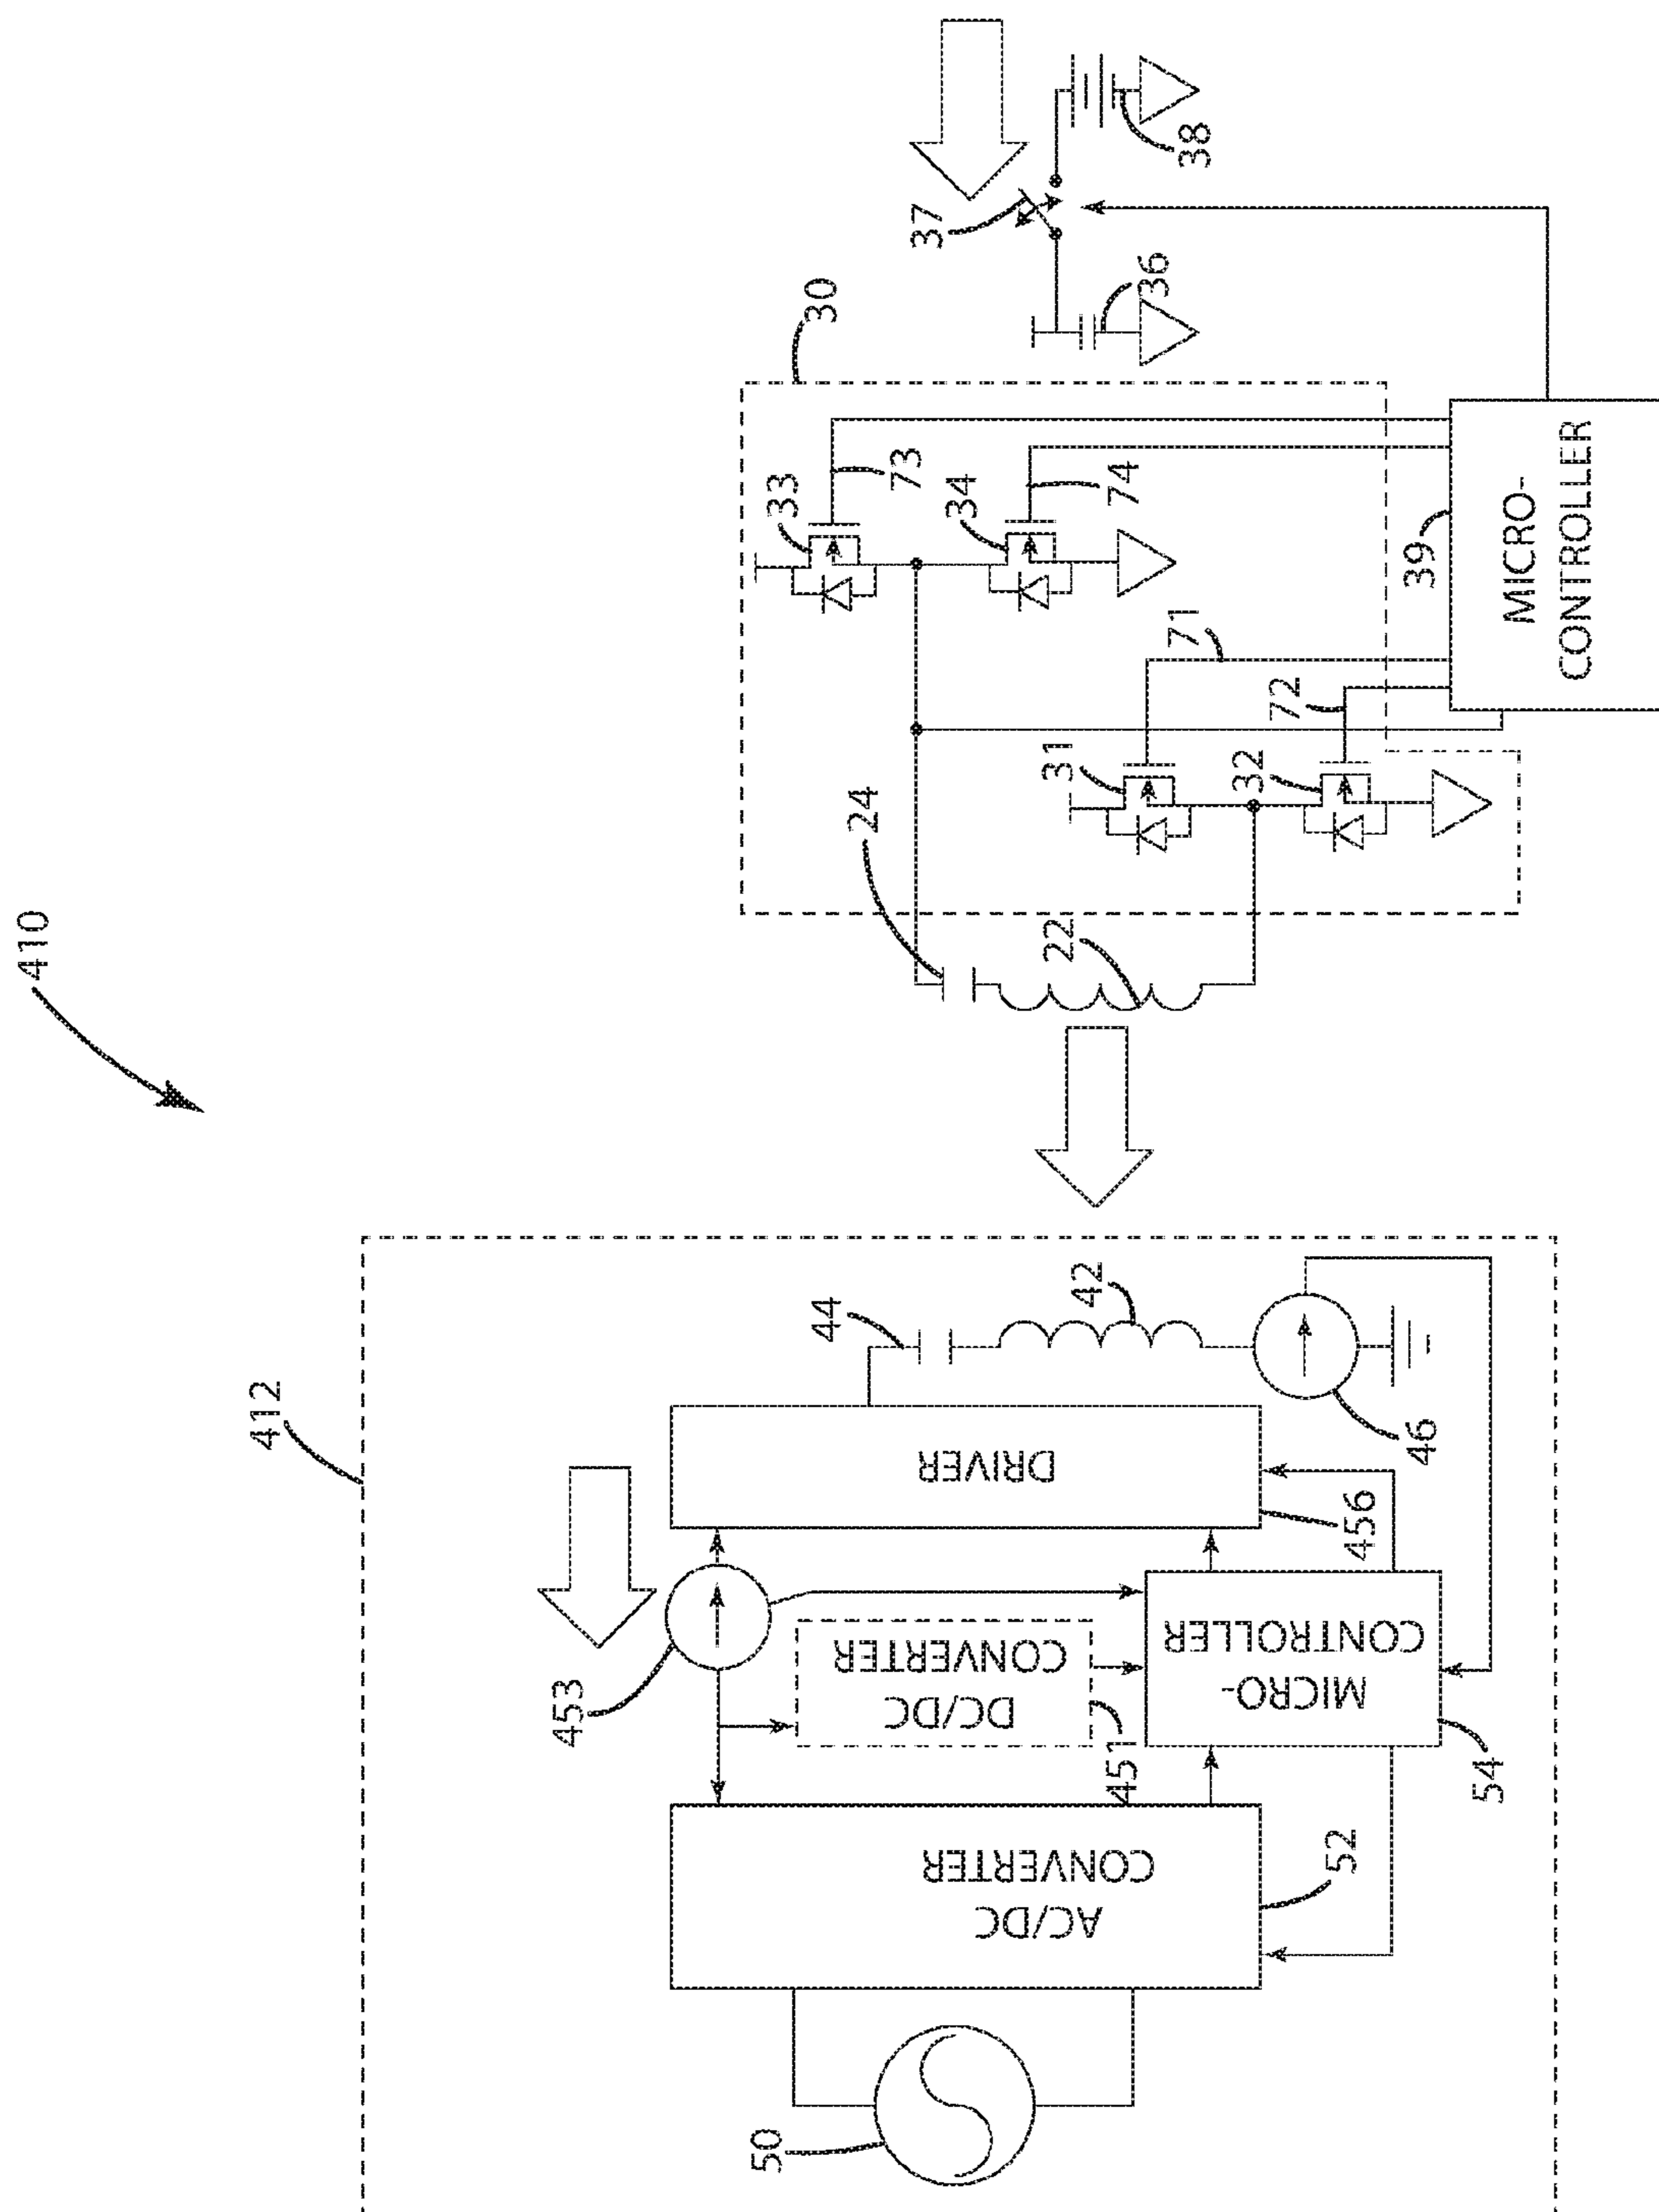 410
412
50
AC/DC
CONVERTER
52
453
DC/DC
CONVERTER
451
MICRO-
CONTROLLER
54
DRIVER
456
44
42
46
24
22
30
33
73
34
74
31
71
32
72
37
36
38
39
MICRO-
CONTROLLER